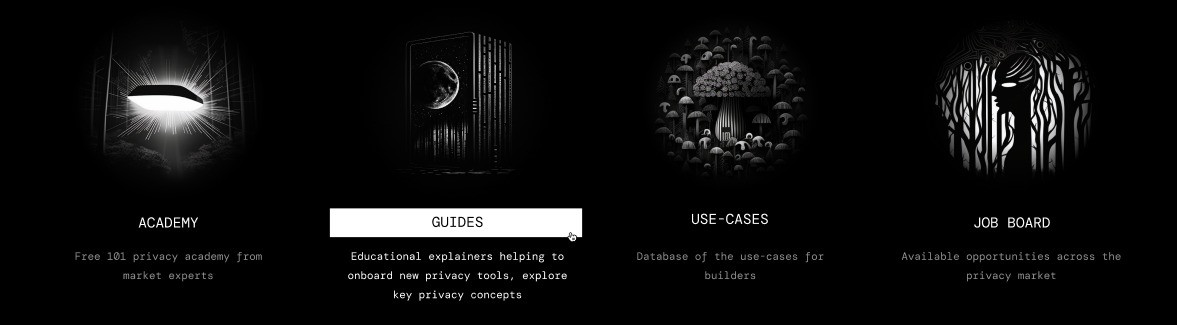 ACADEMY
Free 101 privacy academy from
market experts
GUIDES
Educational explainers helping to
onboard new privacy tools, explore
key privacy concepts
USE-CASES
Database of the use-cases for
builders
JOB BOARD
Available opportunities across the
privacy market